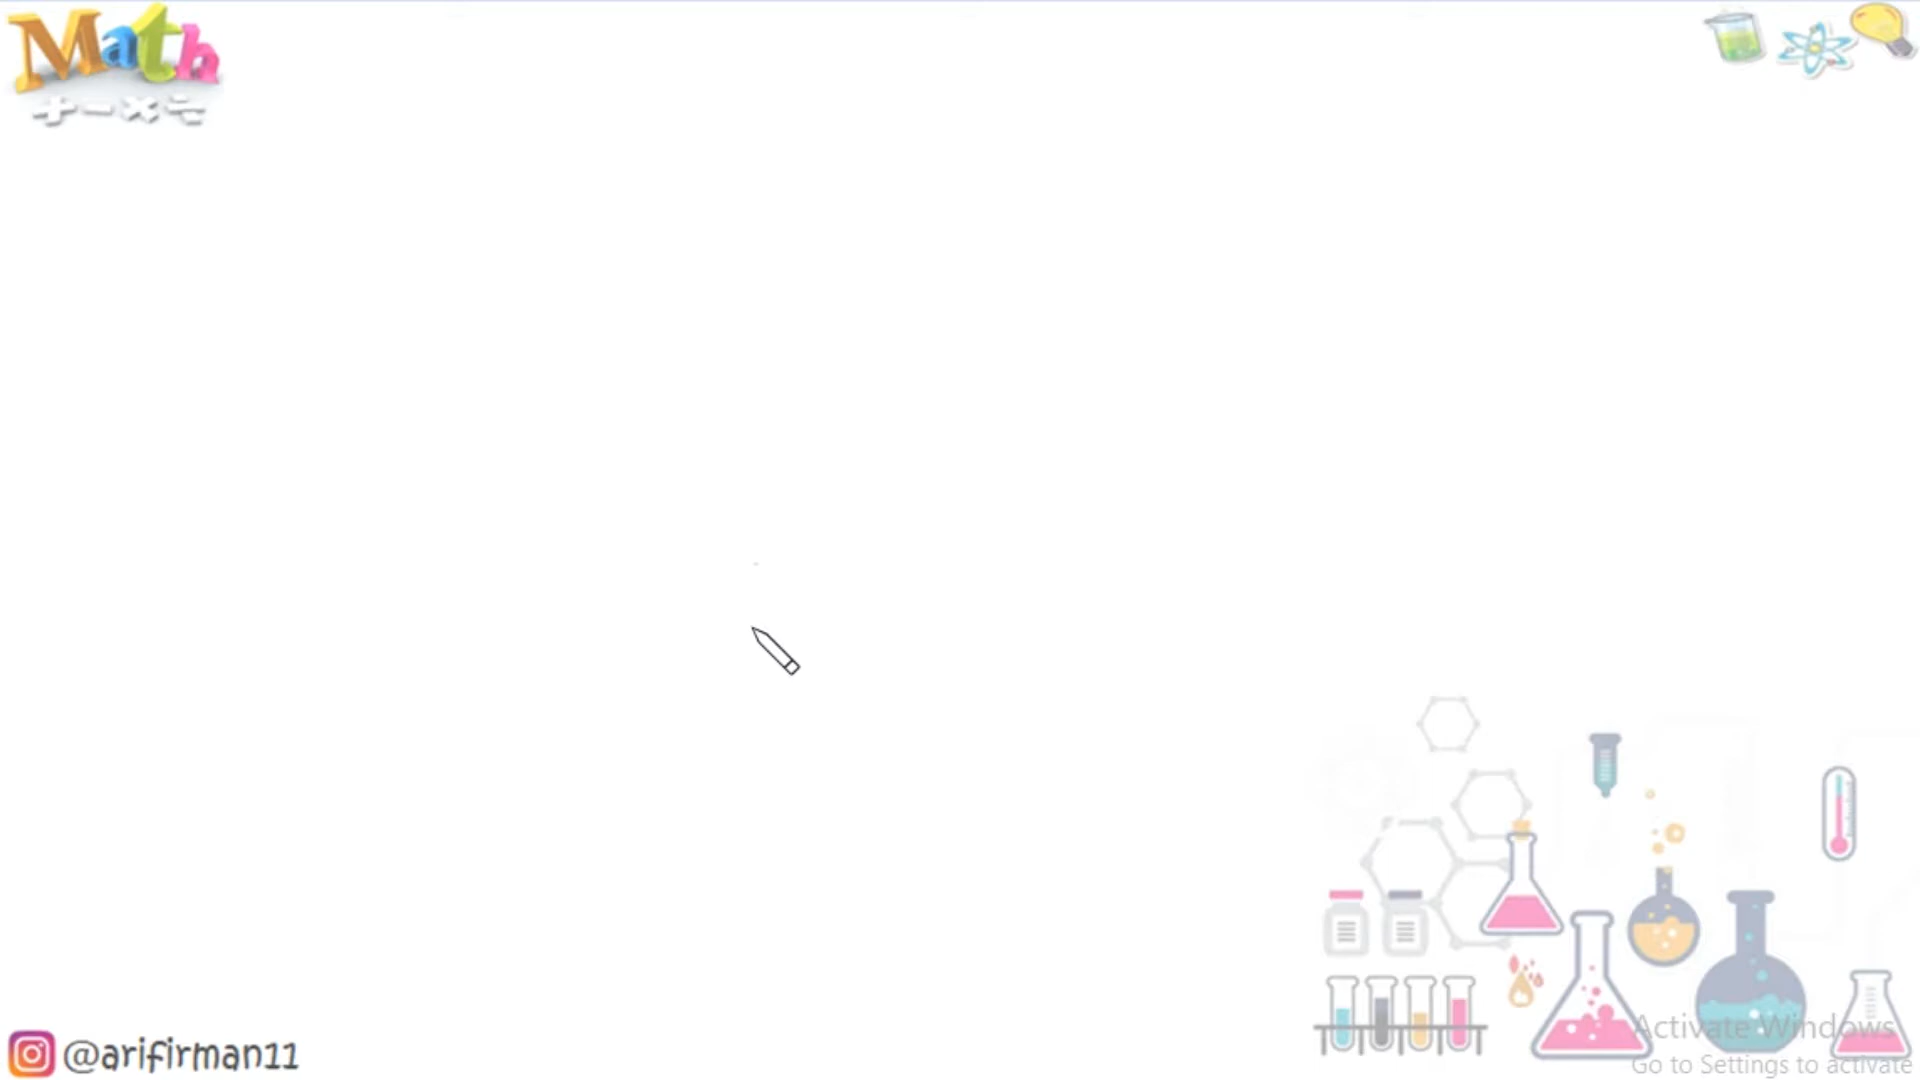 Math
+ - × ÷
@arifirman11
Activate Windows
Go to Settings to activate